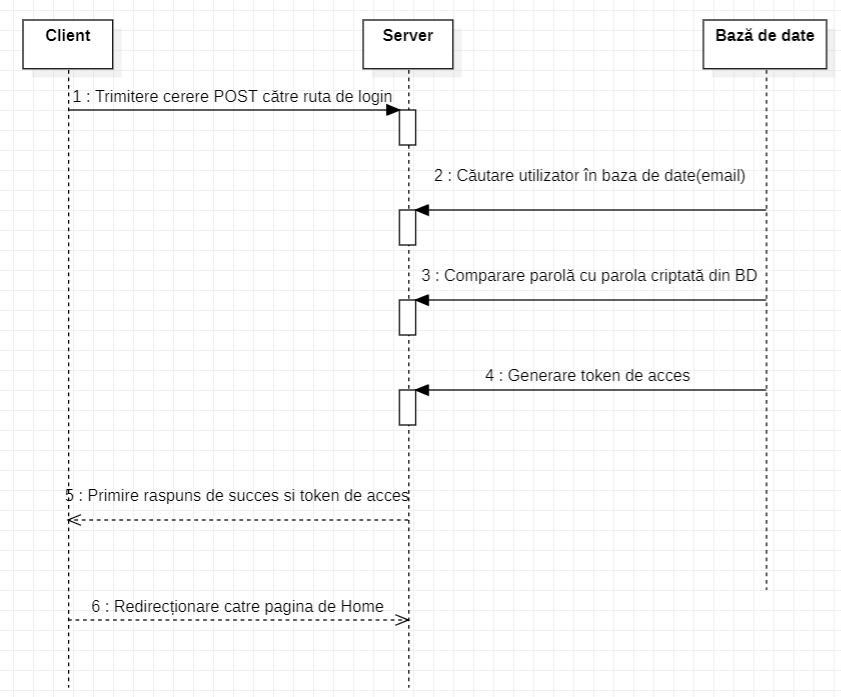 Client
Server
Bază de date
1 : Trimitere cerere POST către ruta de login
2 : Căutare utilizator în baza de date(email)
3 : Comparare parolă cu parola criptată din BD
4 : Generare token de acces
5 : Primire raspuns de succes si token de acces
6 : Redirecționare catre pagina de Home